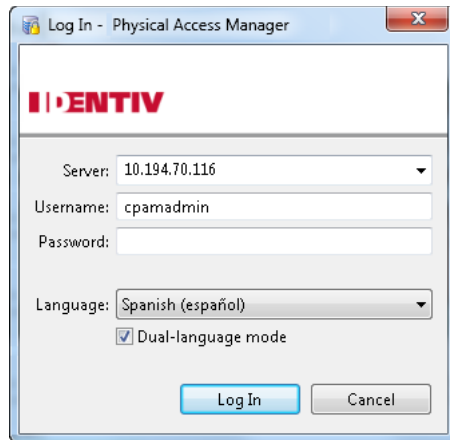 Log In - Physical Access Manager
IDENTIV
Server: 10.194.70.116
Username: cpamadmin
Password:
Language: Spanish (español)
Dual-language mode
Log In Cancel